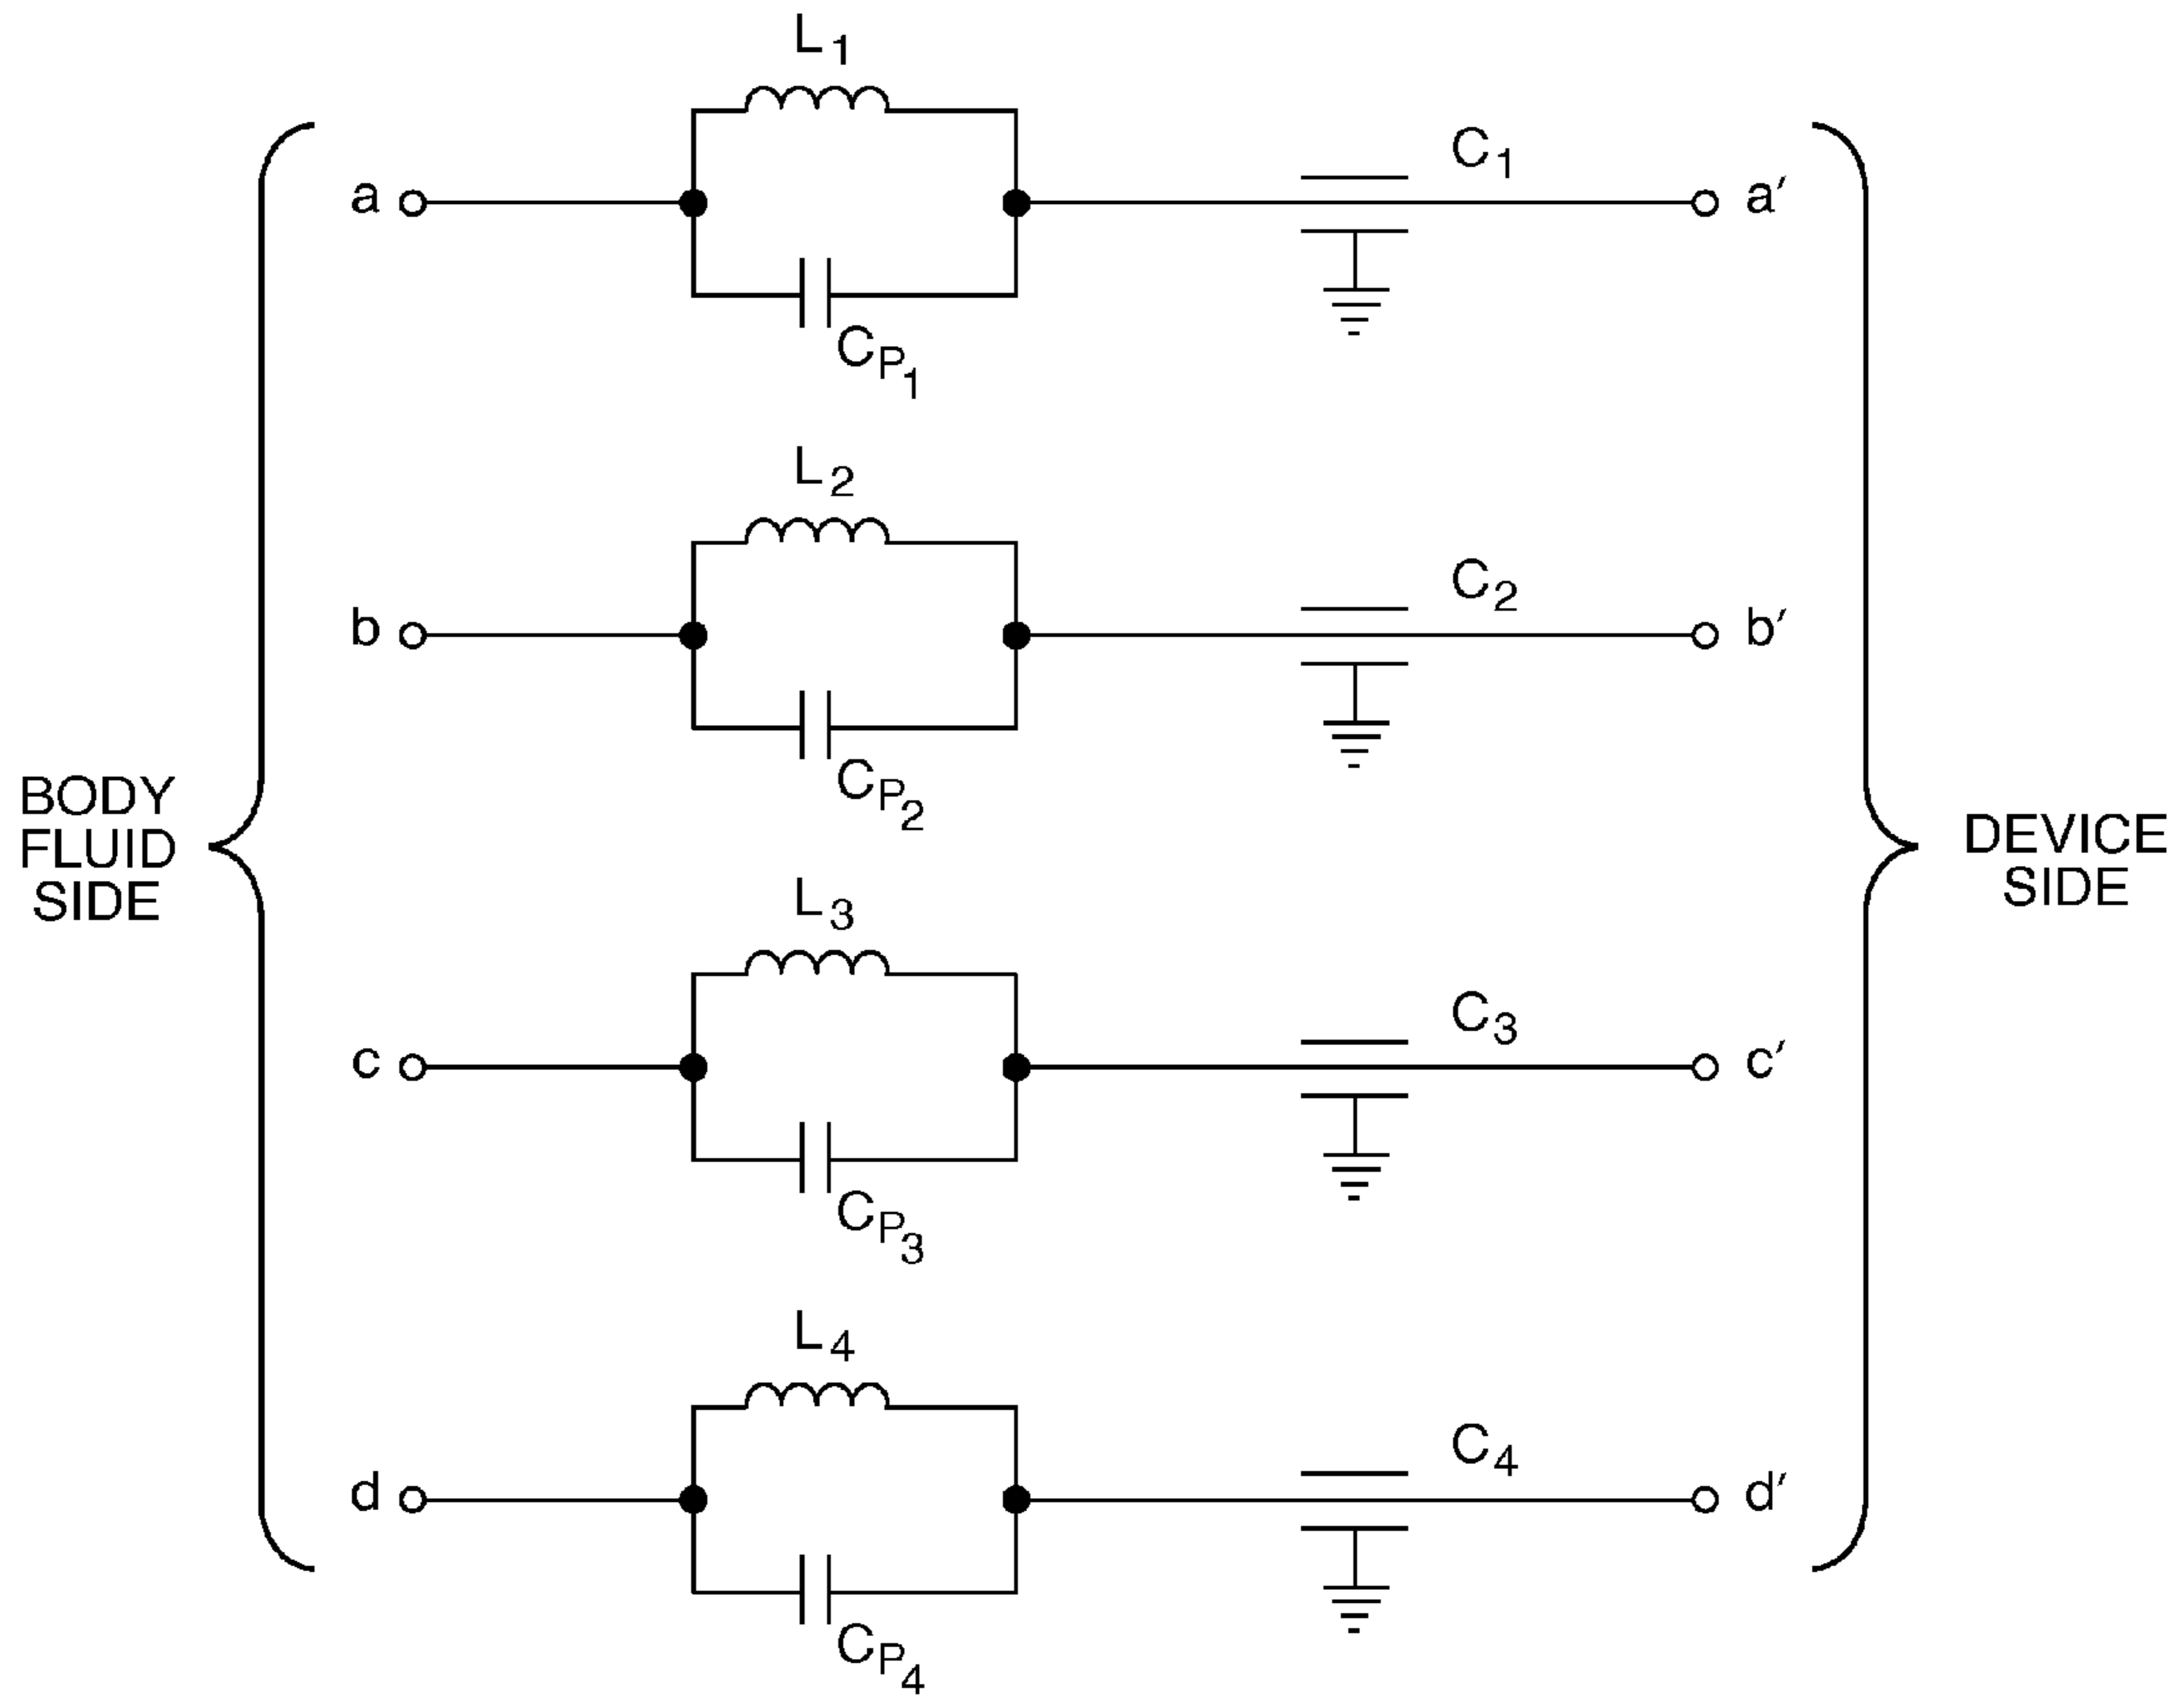 L1
C1
a
a′
CP1
L2
C2
b
b′
CP2
BODY
FLUID
SIDE
DEVICE
SIDE
L3
C3
c
c′
CP3
L4
C4
d
d′
CP4